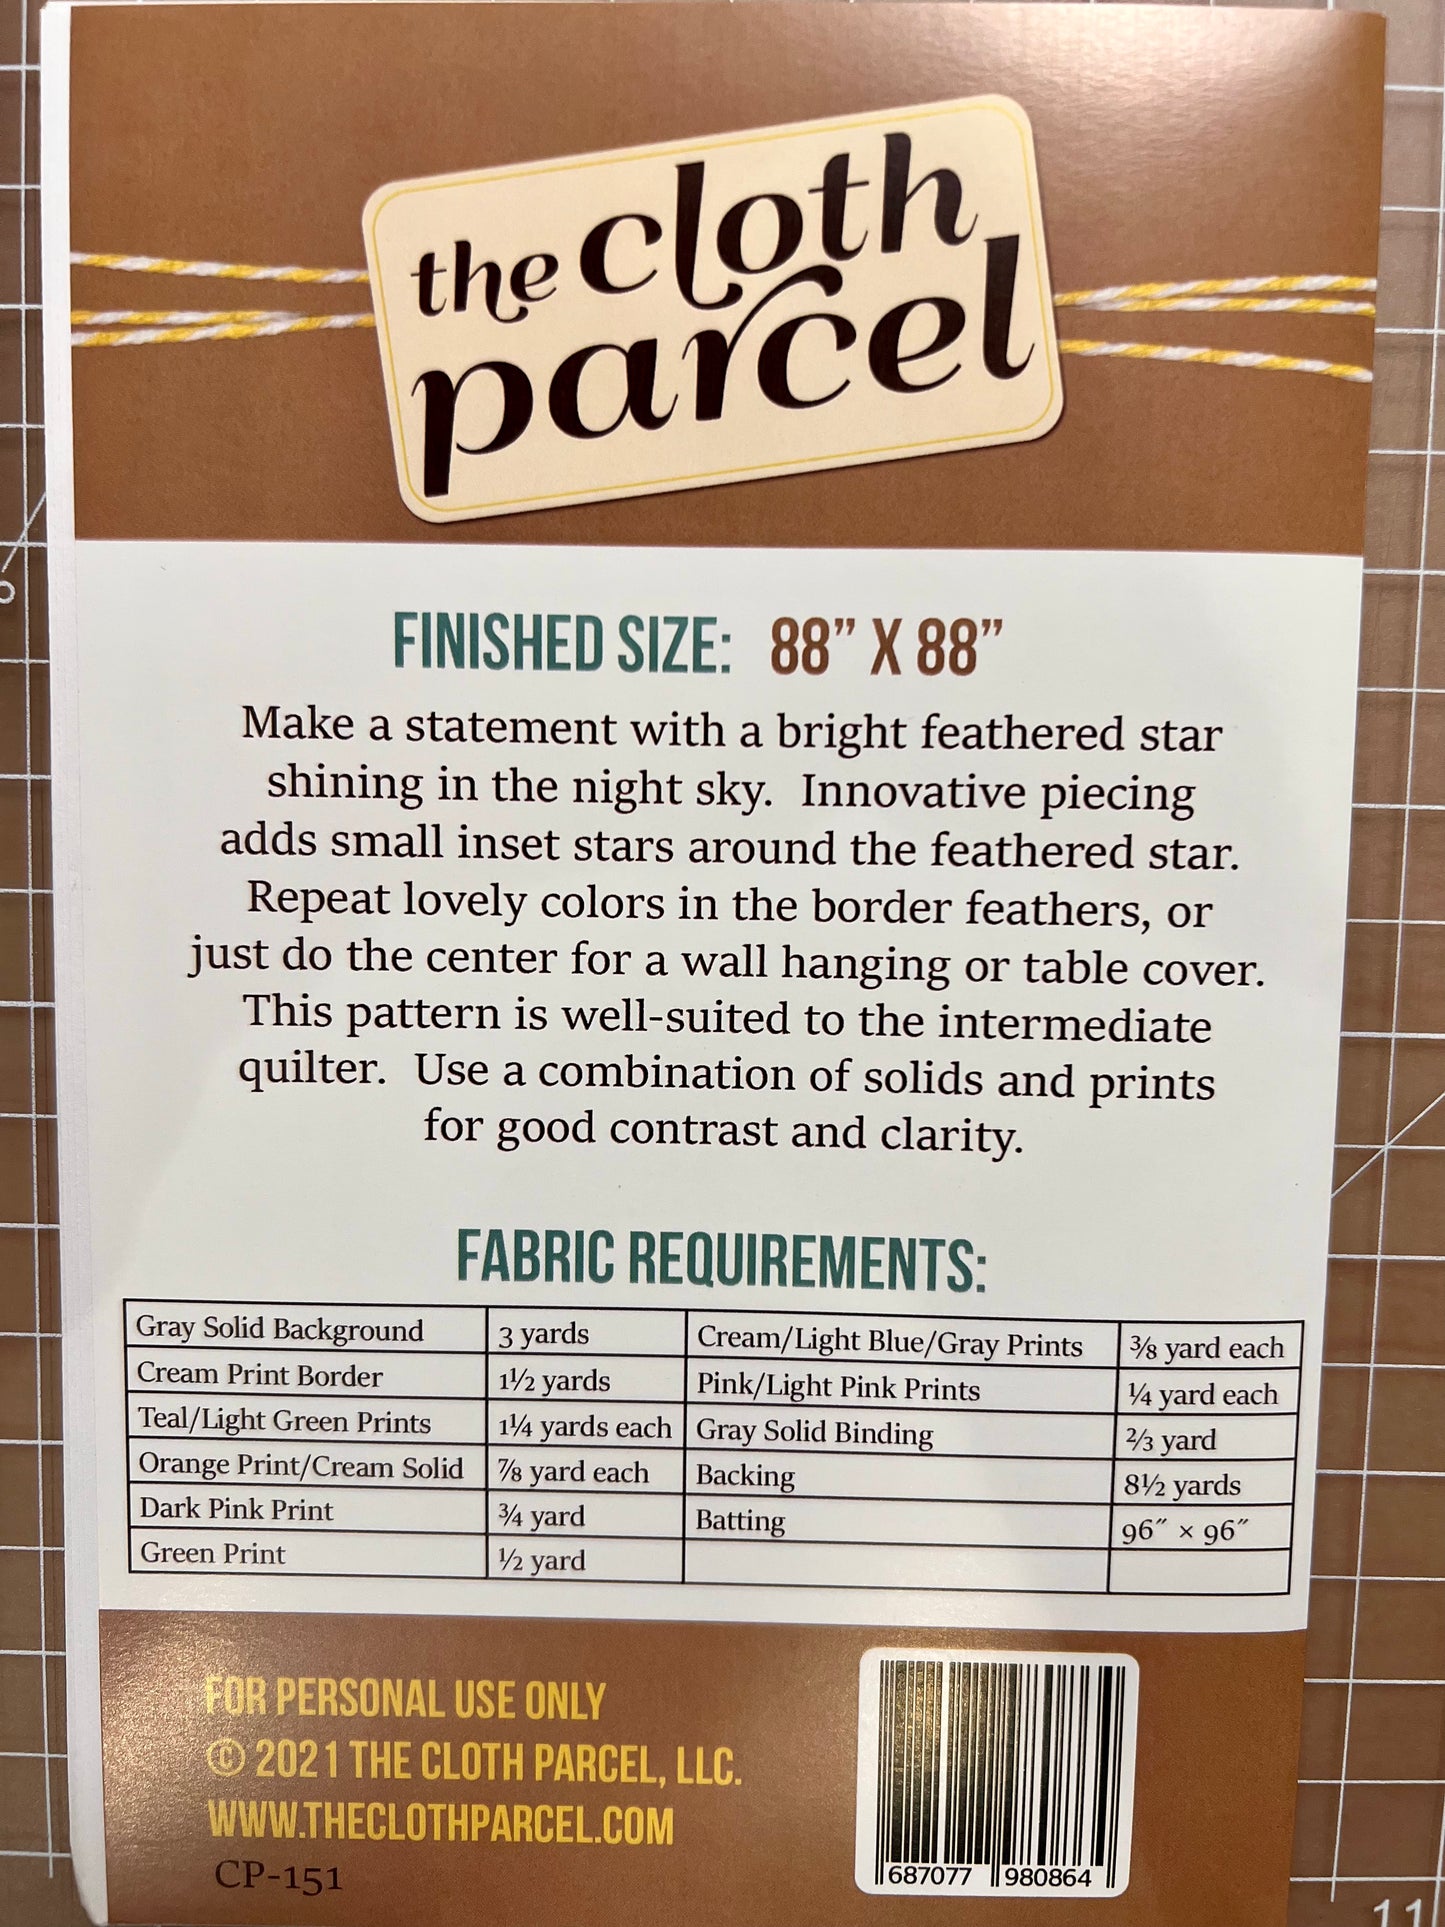 the cloth
parcel
FINISHED SIZE: 88” X 88”
Make a statement with a bright feathered star
shining in the night sky. Innovative piecing
adds small inset stars around the feathered star.
Repeat lovely colors in the border feathers, or
just do the center for a wall hanging or table cover.
This pattern is well-suited to the intermediate
quilter. Use a combination of solids and prints
for good contrast and clarity.
FABRIC REQUIREMENTS:
Gray Solid Background 3 yards Cream/Light Blue/Gray Prints ⅜ yard each
Cream Print Border 1½ yards Pink/Light Pink Prints ¼ yard each
Teal/Light Green Prints 1¼ yards each Gray Solid Binding ⅔ yard
Orange Print/Cream Solid ⅞ yard each Backing 8½ yards
Dark Pink Print ¾ yard Batting 96″ × 96″
Green Print ½ yard
FOR PERSONAL USE ONLY
© 2021 THE CLOTH PARCEL, LLC.
WWW.THECLOTHPARCEL.COM
CP-151
687077 980864
11